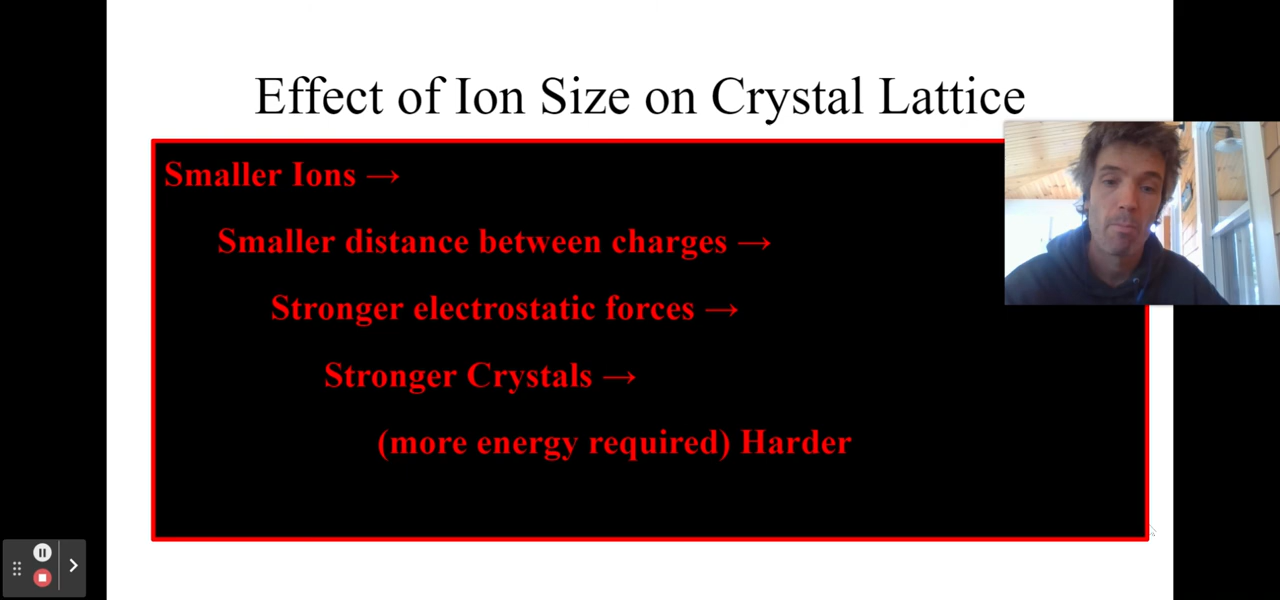 Effect of Ion Size on Crystal Lattice
Smaller Ions →
Smaller distance between charges →
Stronger electrostatic forces →
Stronger Crystals →
(more energy required) Harder